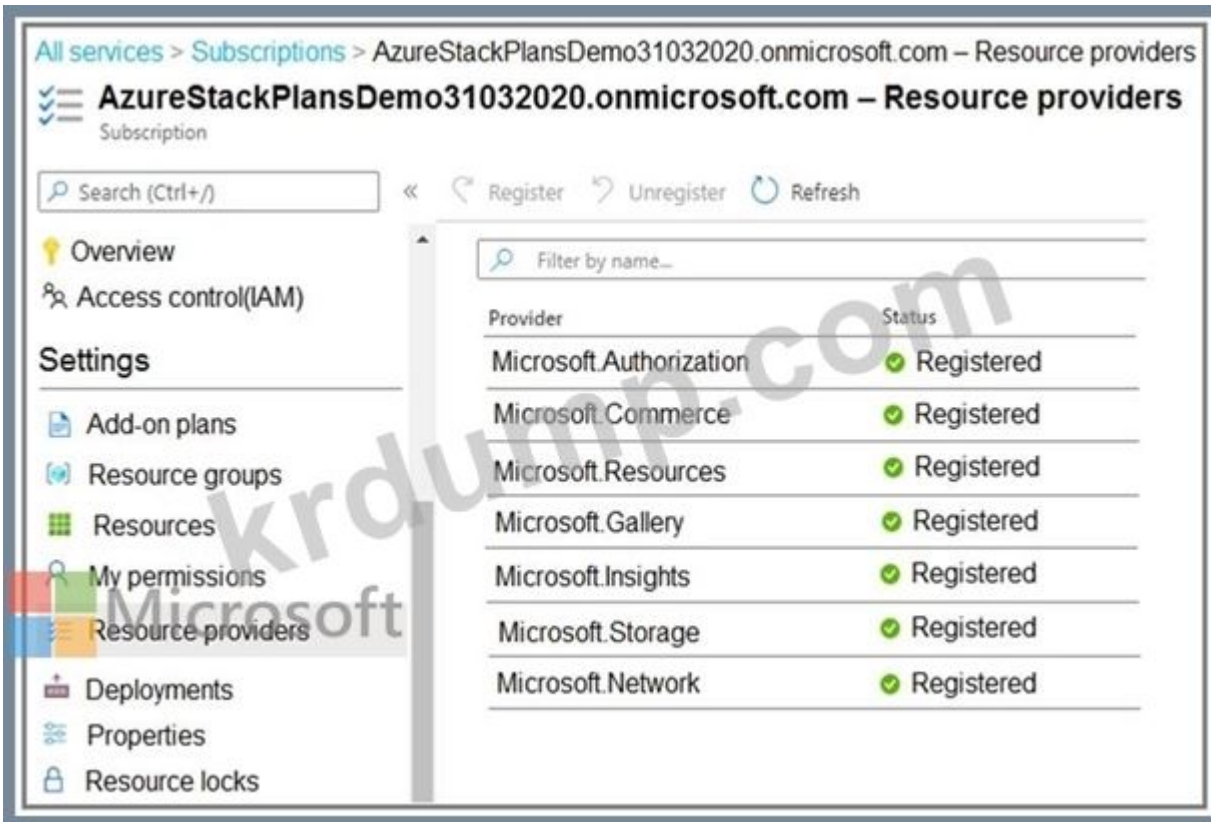 All services > Subscriptions > AzureStackPlansDemo31032020.onmicrosoft.com – Resource providers
AzureStackPlansDemo31032020.onmicrosoft.com – Resource providers
Subscription
Search (Ctrl+/)
«
Register
Unregister
Refresh
Overview
Access control(IAM)
Settings
Add-on plans
Resource groups
Resources
My permissions
Resource providers
Deployments
Properties
Resource locks
Filter by name...
Provider Status
Microsoft.Authorization Registered
Microsoft.Commerce Registered
Microsoft.Resources Registered
Microsoft.Gallery Registered
Microsoft.Insights Registered
Microsoft.Storage Registered
Microsoft.Network Registered
krdump.com
Microsoft